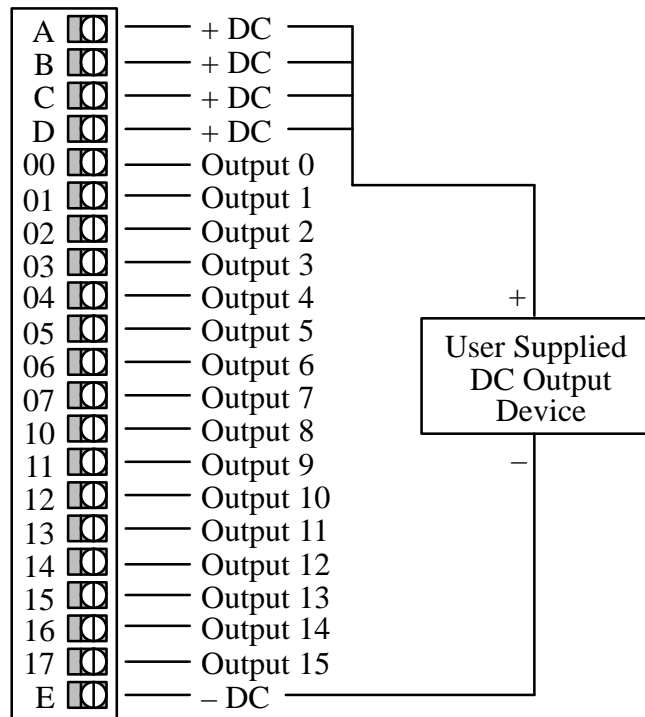 A + DC
B + DC
C + DC
D + DC
00 Output 0
01 Output 1
02 Output 2
03 Output 3
04 Output 4
05 Output 5
06 Output 6
07 Output 7
10 Output 8
11 Output 9
12 Output 10
13 Output 11
14 Output 12
15 Output 13
16 Output 14
17 Output 15
E – DC
+
User Supplied
DC Output
Device
–